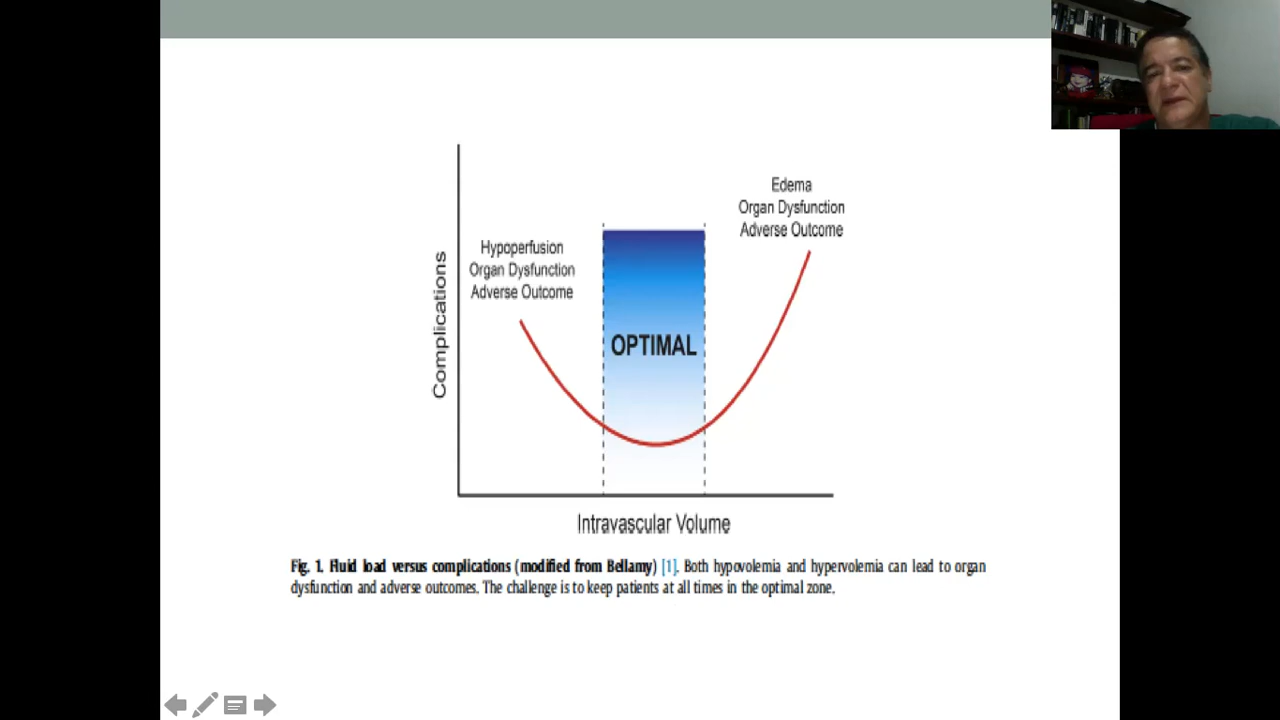 Edema
Organ Dysfunction
Adverse Outcome
Hypoperfusion
Organ Dysfunction
Adverse Outcome
Complications
OPTIMAL
Intravascular Volume
Fig. 1. Fluid load versus complications (modified from Bellamy) [1]. Both hypovolemia and hypervolemia can lead to organ
dysfunction and adverse outcomes. The challenge is to keep patients at all times in the optimal zone.